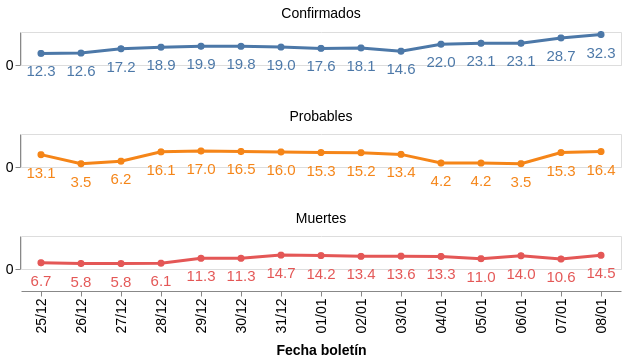 Confirmados
0
12.3 12.6 17.2 18.9 19.9 19.8 19.0 17.6 18.1 14.6 22.0 23.1 23.1 28.7 32.3
Probables
0
13.1 3.5 6.2 16.1 17.0 16.5 16.0 15.3 15.2 13.4 4.2 4.2 3.5 15.3 16.4
Muertes
0
6.7 5.8 5.8 6.1 11.3 11.3 14.7 14.2 13.4 13.6 13.3 11.0 14.0 10.6 14.5
25/12 26/12 27/12 28/12 29/12 30/12 31/12 01/01 02/01 03/01 04/01 05/01 06/01 07/01 08/01
Fecha boletín